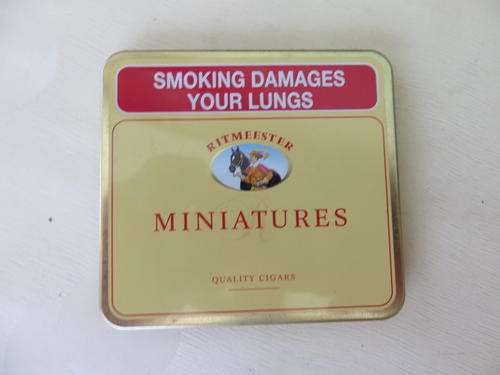 SMOKING DAMAGES
YOUR LUNGS
RITMEESTER
MINIATURES
QUALITY CIGARS